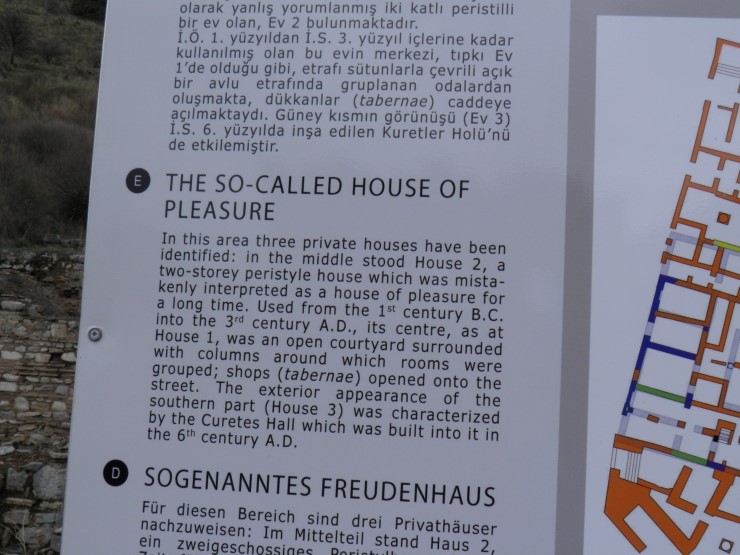 olarak yanlış yorumlanmış iki katlı peristilli
bir ev olan, Ev 2 bulunmaktadır.
İ.Ö. 1. yüzyıldan İ.S. 3. yüzyıl içlerine kadar
kullanılmış olan bu evin merkezi, tıpkı Ev
1'de olduğu gibi, etrafı sütunlarla çevrili açık
bir avlu etrafında gruplanan odalardan
oluşmakta, dükkanlar (tabernae) caddeye
açılmaktaydı. Güney kısmın görünüşü (Ev 3)
İ.S. 6. yüzyılda inşa edilen Kuretler Holü'nü
de etkilemiştir.
E THE SO-CALLED HOUSE OF
PLEASURE
In this area three private houses have been
identified: in the middle stood House 2, a
two-storey peristyle house which was mista-
kenly interpreted as a house of pleasure for
a long time. Used from the 1st century B.C.
into the 3rd century A.D., its centre, as at
House 1, was an open courtyard surrounded
with columns around which rooms were
grouped; shops (tabernae) opened onto the
street. The exterior appearance of the
southern part (House 3) was characterized
by the Curetes Hall which was built into it in
the 6th century A.D.
D SOGENANNTES FREUDENHAUS
Für diesen Bereich sind drei Privathäuser
nachzuweisen: Im Mittelteil stand Haus 2,
ein zweigeschossiges